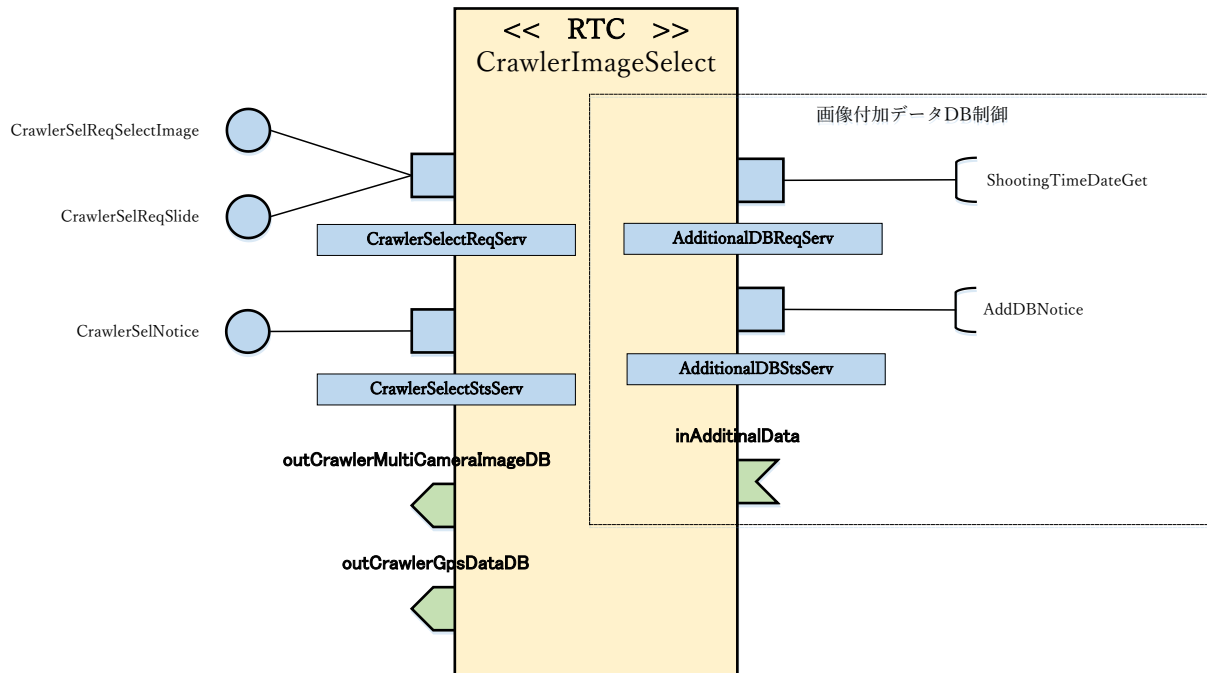 << RTC >>
CrawlerImageSelect
画像付加データDB制御
CrawlerSelReqSelectImage
CrawlerSelReqSlide
CrawlerSelectReqServ
CrawlerSelNotice
CrawlerSelectStsServ
outCrawlerMultiCameraImageDB
outCrawlerGpsDataDB
ShootingTimeDateGet
AdditionalDBReqServ
AddDBNotice
AdditionalDBStsServ
inAdditinalData